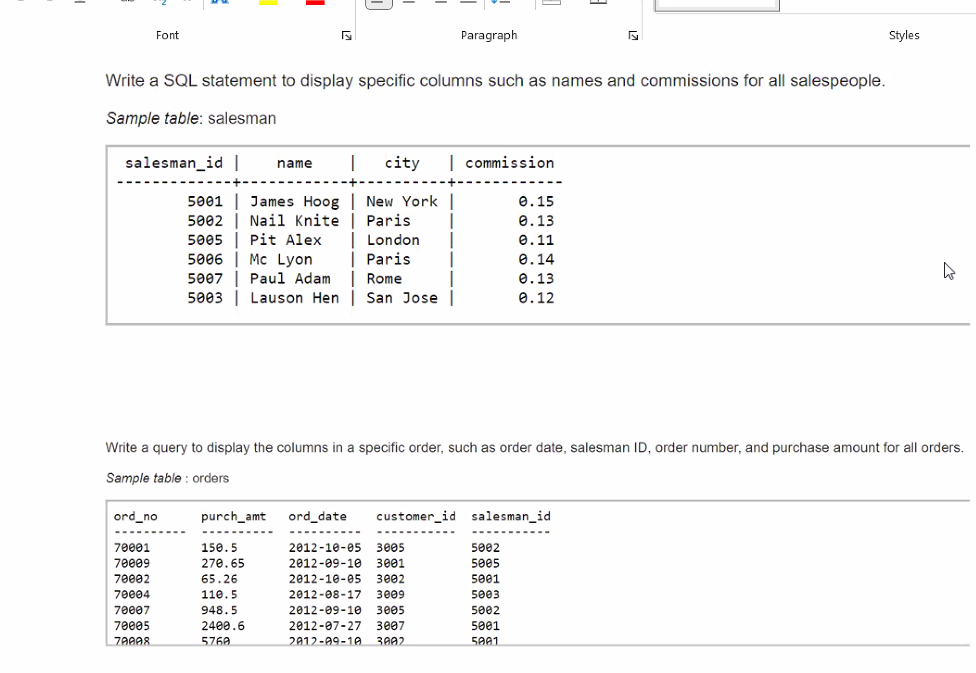 Font Paragraph Styles
Write a SQL statement to display specific columns such as names and commissions for all salespeople.
Sample table: salesman
salesman_id | name | city | commission
-------------+------------+----------+------------
5001 | James Hoog | New York | 0.15
5002 | Nail Knite | Paris | 0.13
5005 | Pit Alex | London | 0.11
5006 | Mc Lyon | Paris | 0.14
5007 | Paul Adam | Rome | 0.13
5003 | Lauson Hen | San Jose | 0.12
Write a query to display the columns in a specific order, such as order date, salesman ID, order number, and purchase amount for all orders.
Sample table : orders
ord_no purch_amt ord_date customer_id salesman_id
---------- ---------- ---------- ----------- -----------
70001 150.5 2012-10-05 3005 5002
70009 270.65 2012-09-10 3001 5005
70002 65.26 2012-10-05 3002 5001
70004 110.5 2012-08-17 3009 5003
70007 948.5 2012-09-10 3005 5002
70005 2400.6 2012-07-27 3007 5001
70008 5760 2012-09-10 3002 5001